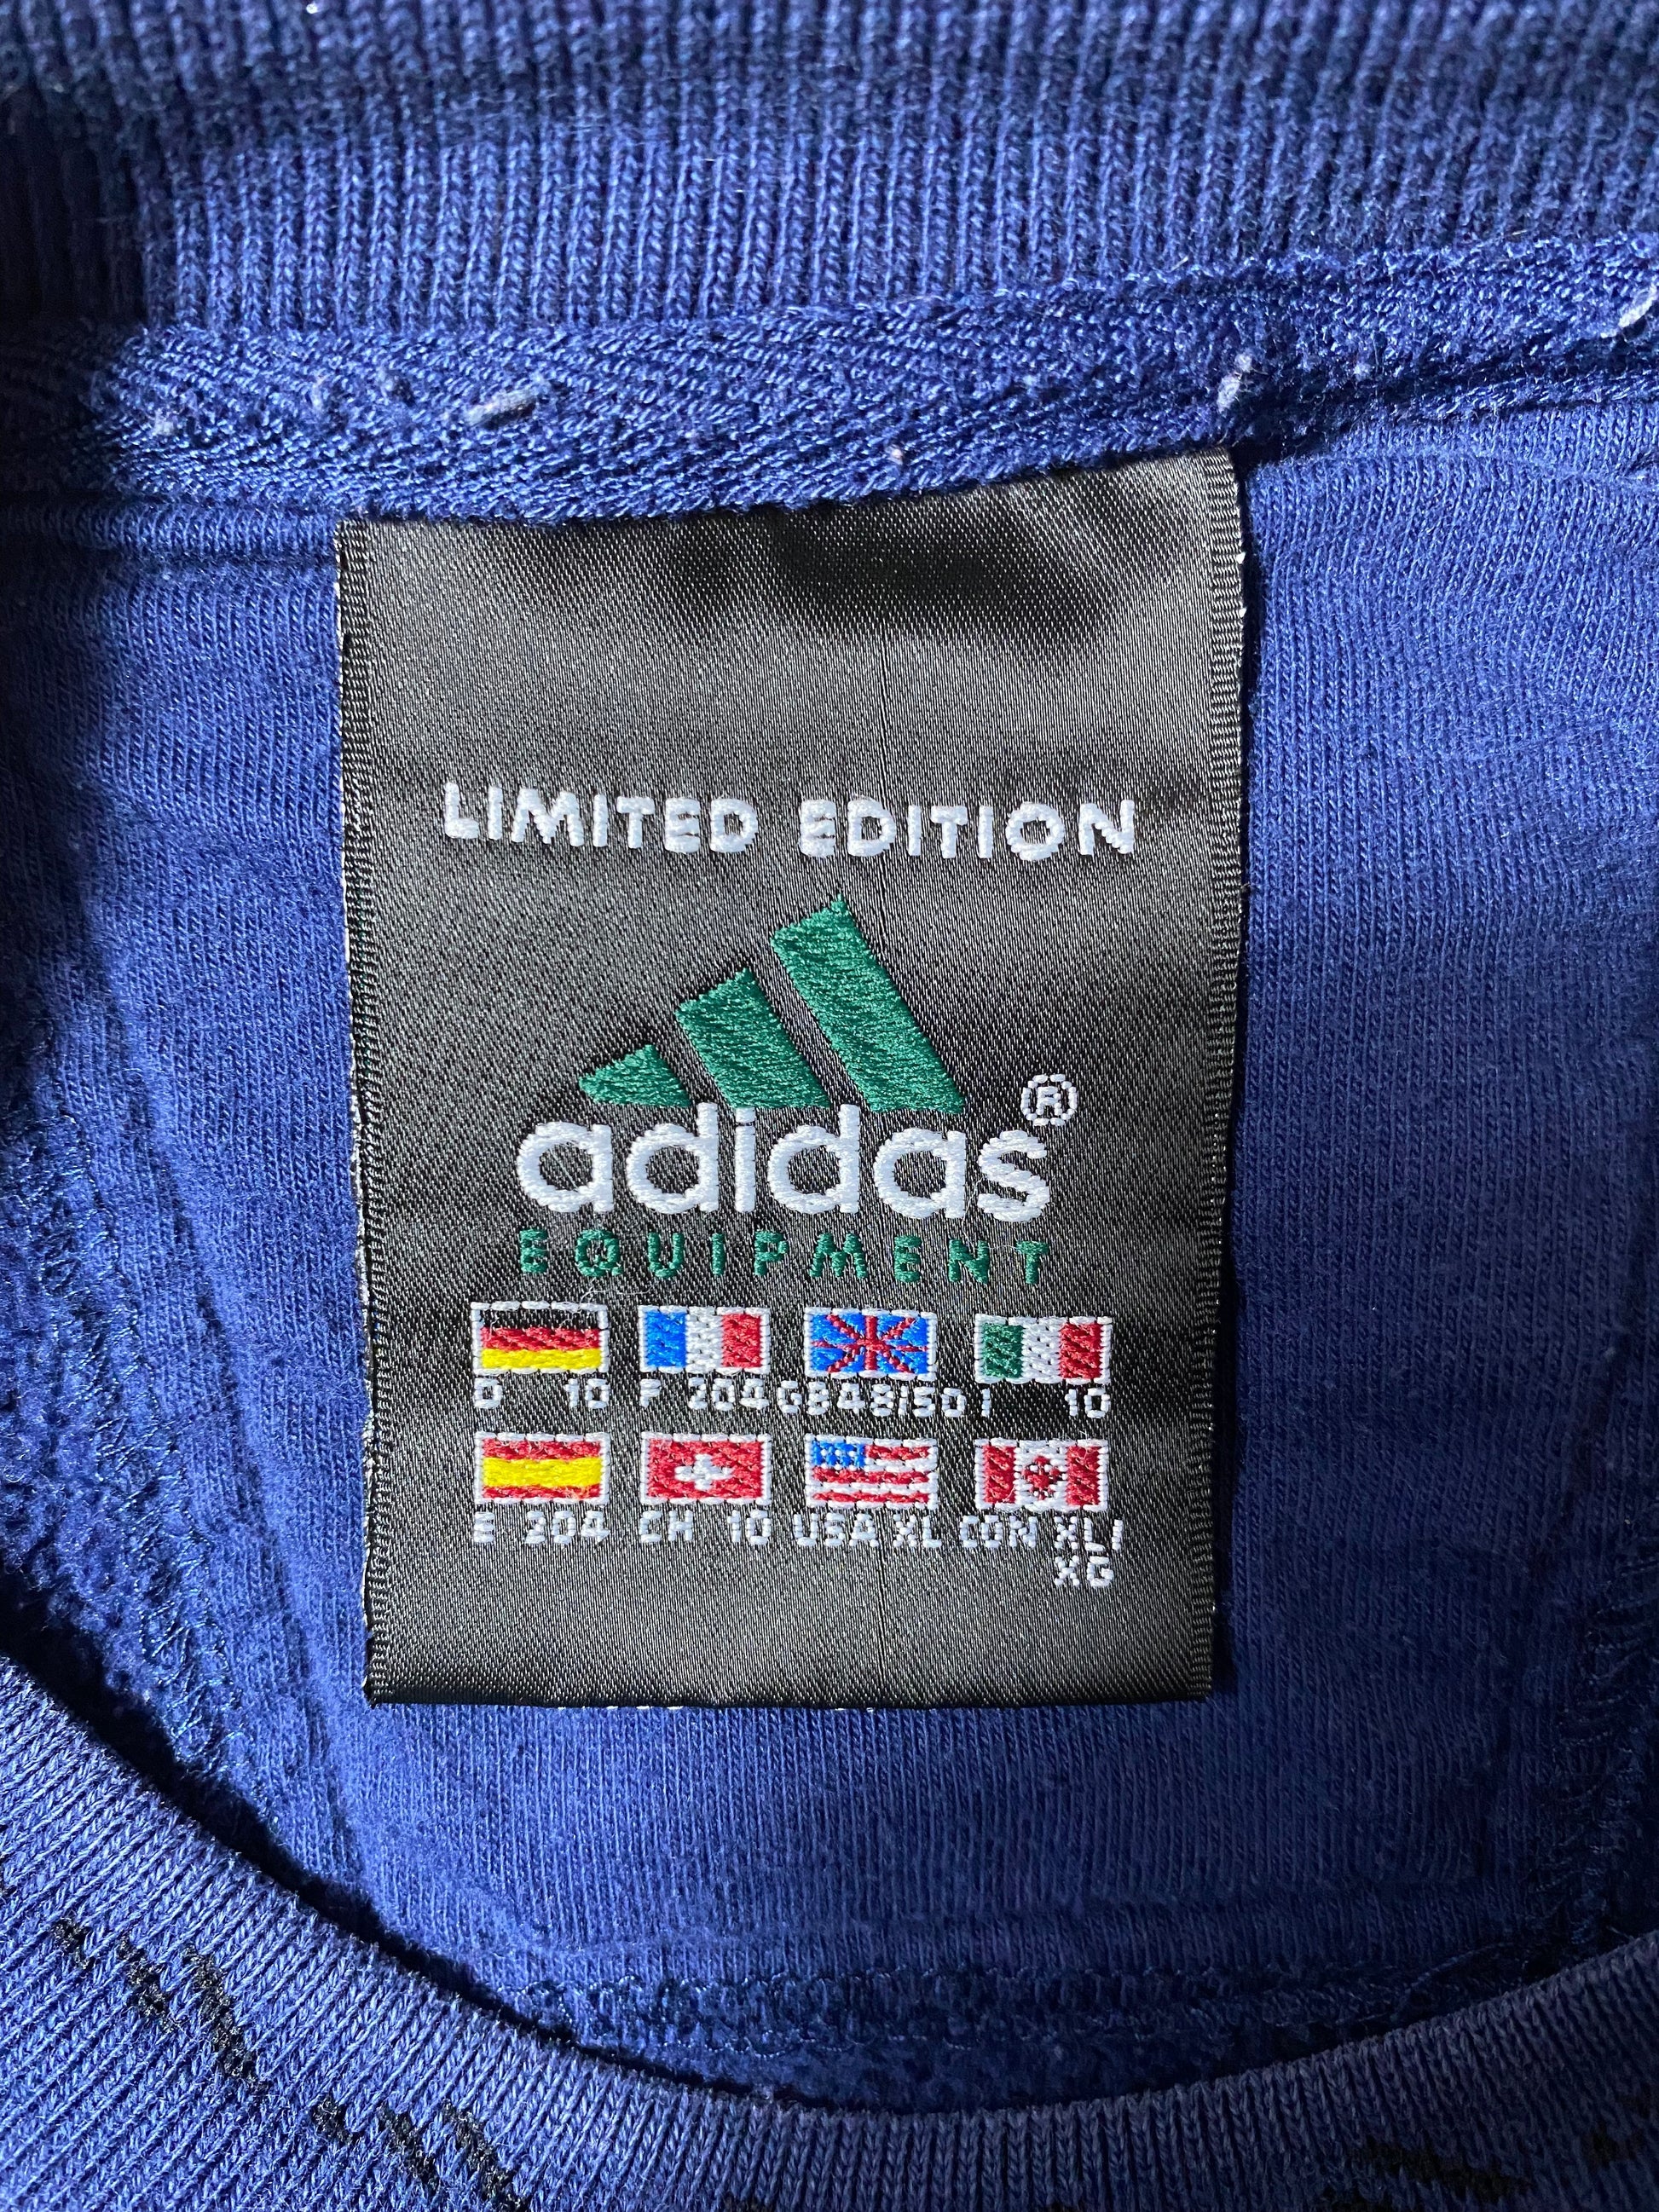 LIMITED EDITION
adidas®
EQUIPMENT
D 10 F 204 GB 48/50 I 10
E 204 CH 10 USA XL CDN XL/
XG